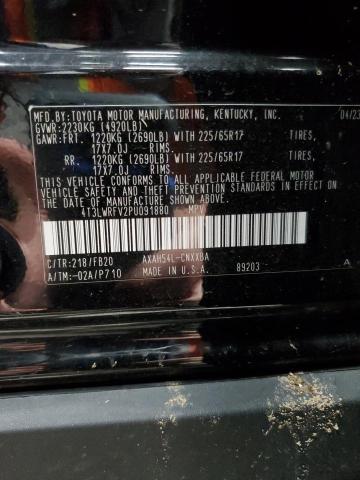 MFD.BY:TOYOTA MOTOR MANUFACTURING, KENTUCKY, INC. 04/23
GVWR:2230KG (4920LB)
GAWR:FRT. 1220KG (2690LB) WITH 225/65R17 TIRES,
17X7.0J RIMS.
RR. 1220KG (2690LB) WITH 225/65R17 TIRES,
17X7.0J RIMS.
THIS VEHICLE CONFORMS TO ALL APPLICABLE FEDERAL MOTOR
VEHICLE SAFETY AND THEFT PREVENTION STANDARDS IN EFFECT ON
THE DATE OF MANUFACTURE SHOWN ABOVE.
4T3LWRFV2PU091880 MPV
C/TR:218/FB20 AXAH54L-CNXXBA
A/TM:-02A/P710 89203 A
MADE IN U.S.A.